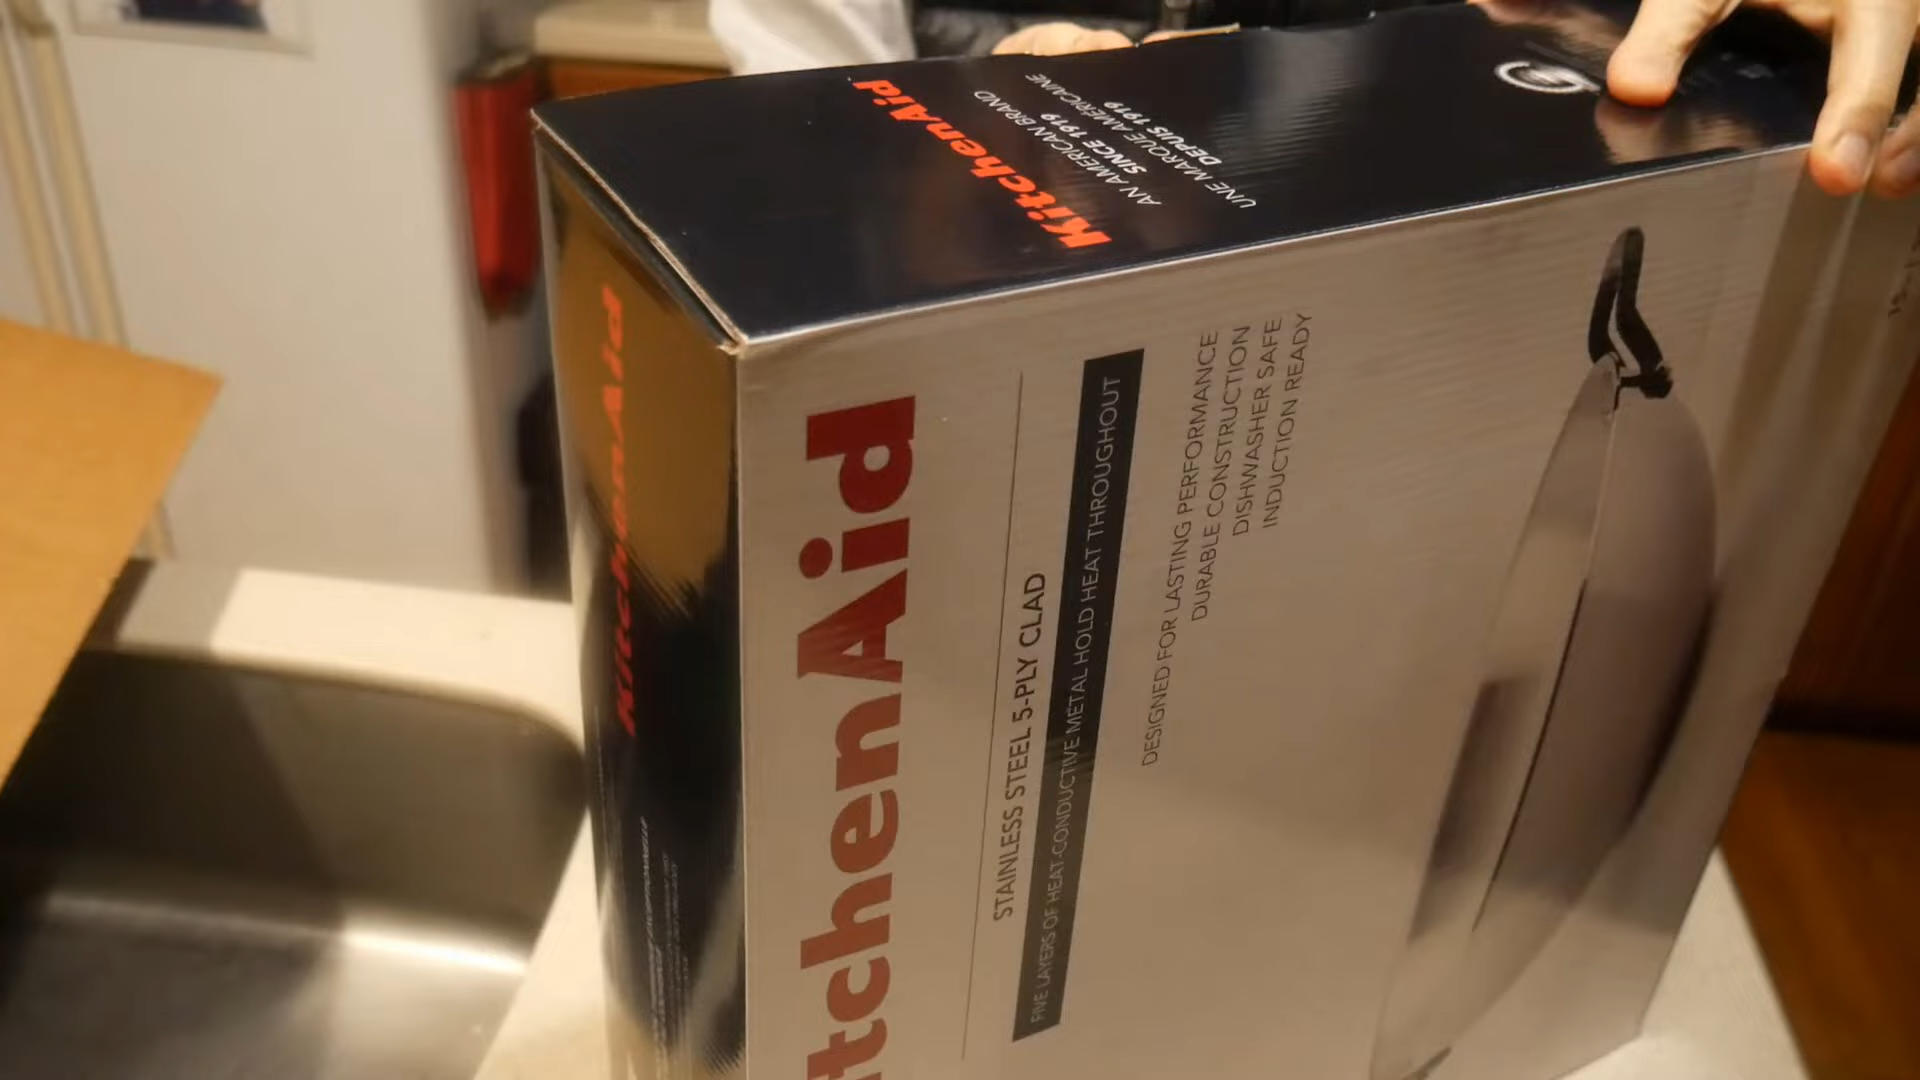 KitchenAid
AN AMERICAN BRAND
SINCE 1919
UNE MARQUE AMÉRICAINE
DEPUIS 1919
KitchenAid
tchenAid
STAINLESS STEEL 5-PLY CLAD
FIVE LAYERS OF HEAT-CONDUCTIVE METAL HOLD HEAT THROUGHOUT
DESIGNED FOR LASTING PERFORMANCE
DURABLE CONSTRUCTION
DISHWASHER SAFE
INDUCTION READY